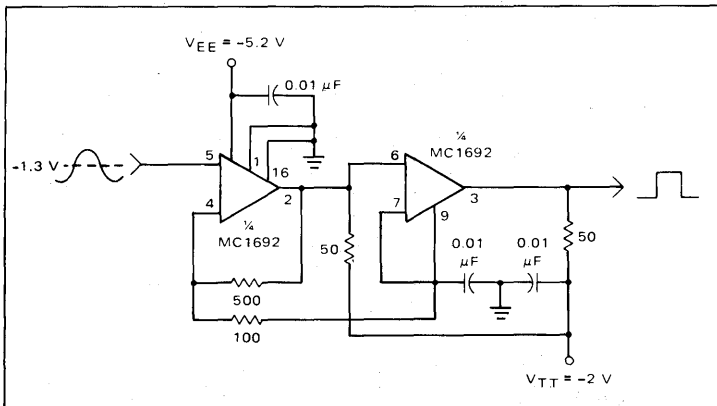 V_EE = -5.2 V
0.01 µF
-1.3 V
5
1
16
4
2
¼
MC1692
500
100
50
¼
MC1692
6
7
9
3
0.01
µF
0.01
µF
50
V_TT = -2 V